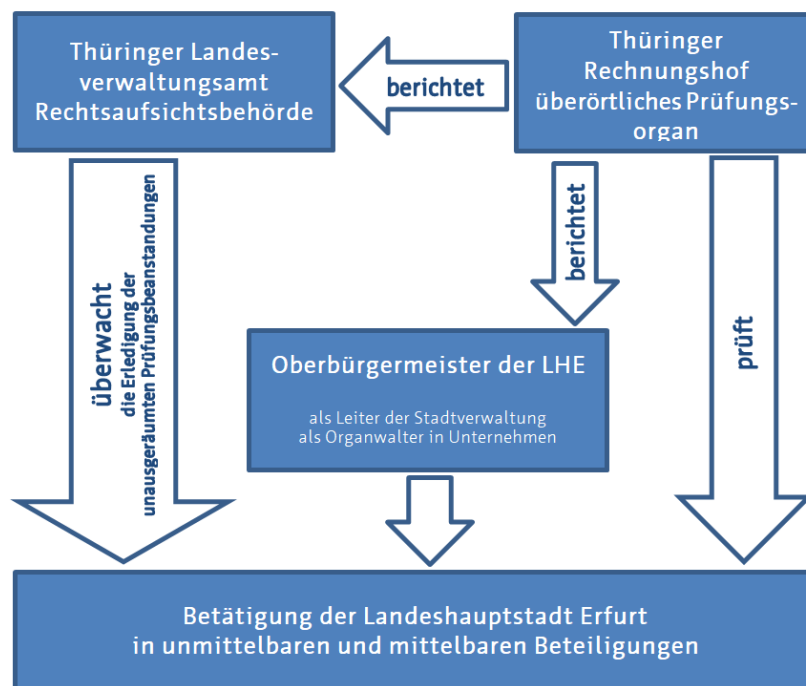 Thüringer Landes-
verwaltungsamt
Rechtsaufsichtsbehörde
berichtet
Thüringer
Rechnungshof
überörtliches Prüfungs-
organ
überwacht
die Erledigung der
unausgeräumten Prüfungsbeanstandungen
berichtet
prüft
Oberbürgermeister der LHE
als Leiter der Stadtverwaltung
als Organwalter in Unternehmen
Betätigung der Landeshauptstadt Erfurt
in unmittelbaren und mittelbaren Beteiligungen